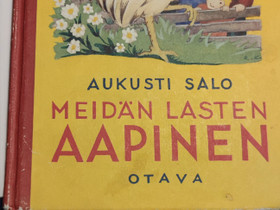 AUKUSTI SALO
MEIDÄN LASTEN
AAPINEN
OTAVA